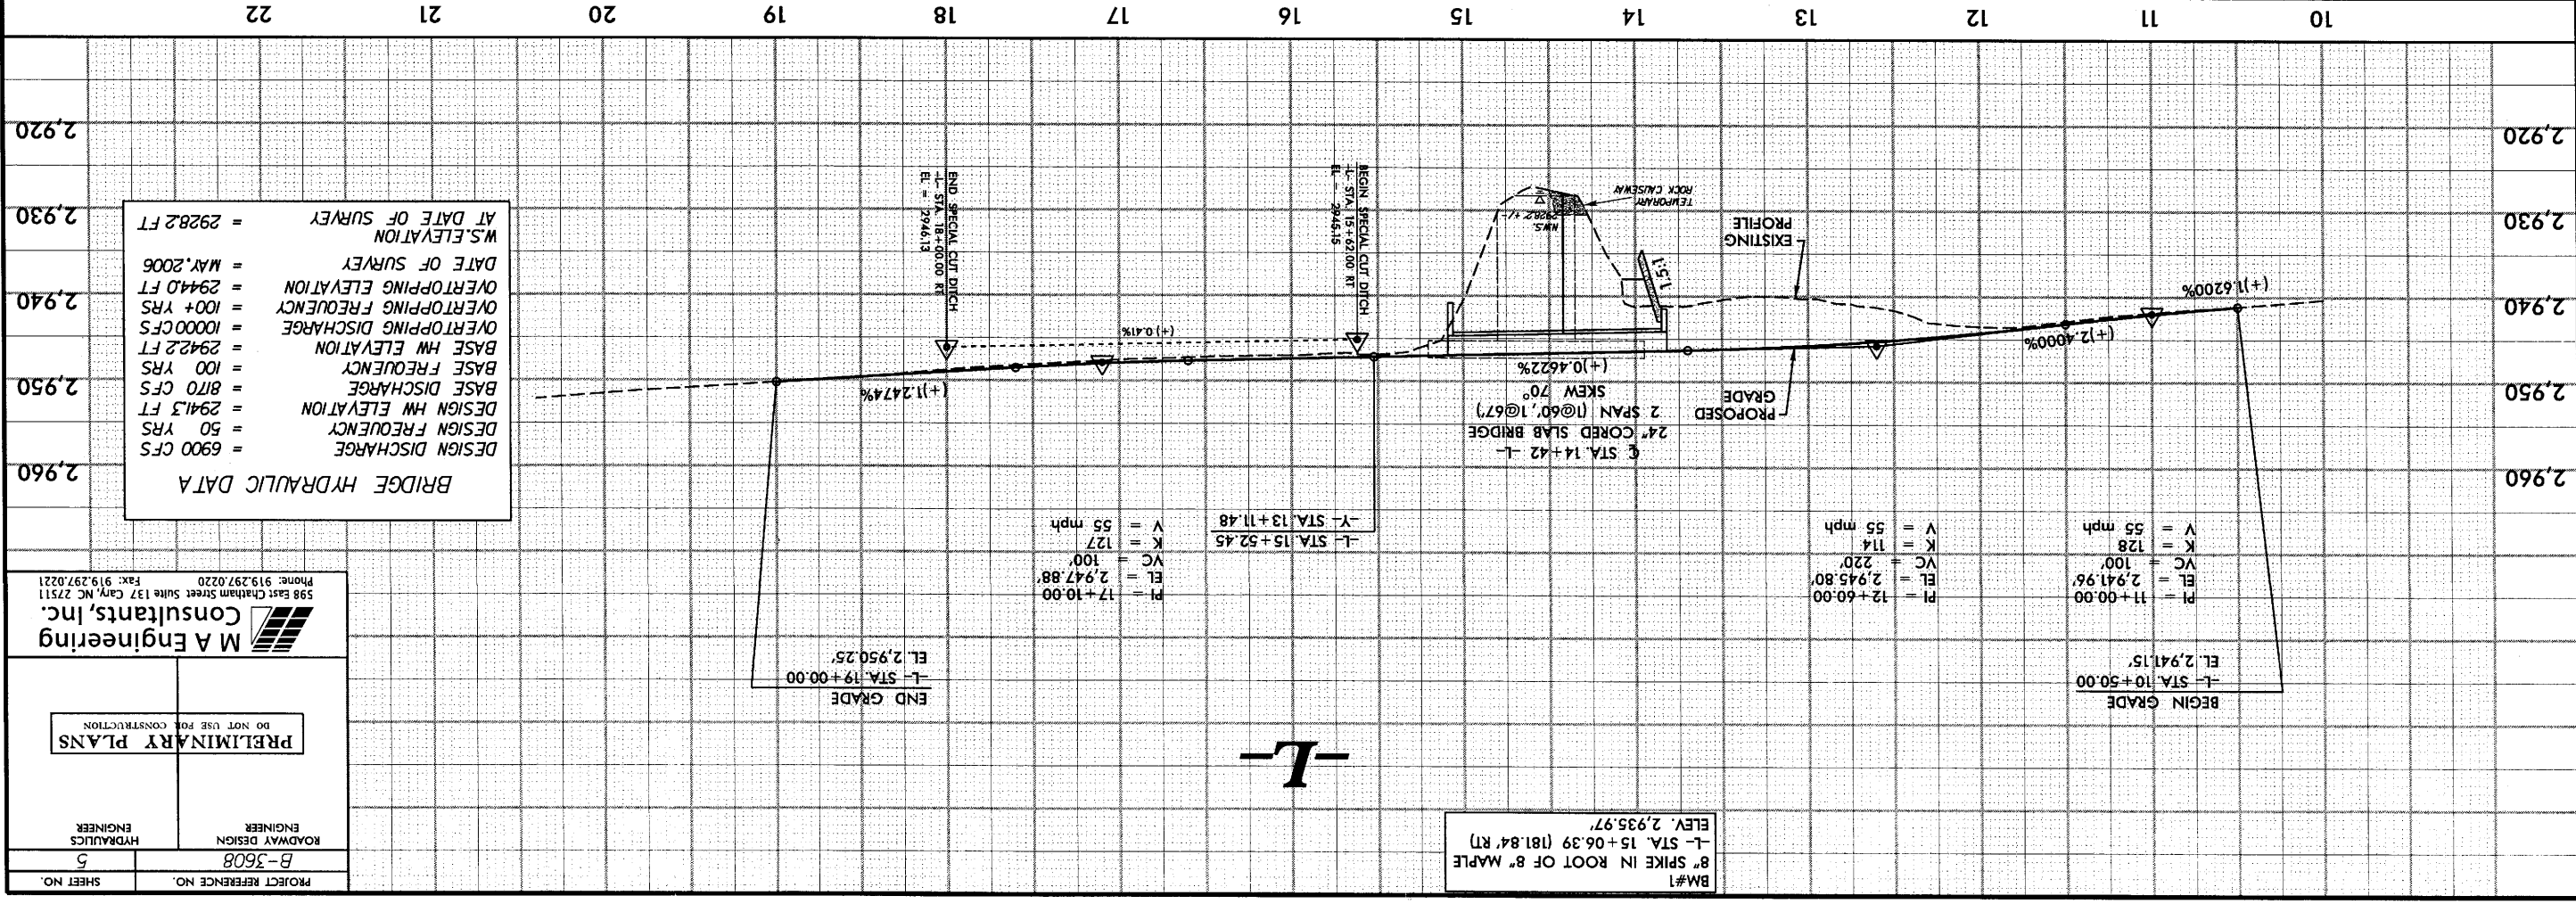 PROJECT REFERENCE NO.
SHEET NO.
B-3608
5
ROADWAY DESIGN
ENGINEER
HYDRAULICS
ENGINEER
PRELIMINARY PLANS
DO NOT USE FOR CONSTRUCTION
M A Engineering
Consultants, Inc.
598 East Chatham Street Suite 137 Cary, NC 27511
Phone: 919.297.0220 Fax: 919.297.0221
BM#1
8" SPIKE IN ROOT OF 8" MAPLE
-L- STA. 15+06.39 (181.84' RT)
ELEV. 2,935.97'
-L-
BEGIN GRADE
-L- STA. 10+50.00
EL. 2,941.15'
END GRADE
-L- STA. 19+00.00
EL. 2,950.25'
PI = 11+00.00
EL = 2,941.96'
VC = 100'
K = 128
V = 55 mph
PI = 12+60.00
EL = 2,945.80'
VC = 220'
K = 114
V = 55 mph
-L- STA. 15+52.45
-Y- STA. 13+11.48
PI = 17+10.00
EL = 2,947.88'
VC = 100'
K = 127
V = 55 mph
BRIDGE HYDRAULIC DATA
DESIGN DISCHARGE = 6900 CFS
DESIGN FREQUENCY = 50 YRS
DESIGN HW ELEVATION = 2941.3 FT
BASE DISCHARGE = 8170 CFS
BASE FREQUENCY = 100 YRS
BASE HW ELEVATION = 2942.2 FT
OVERTOPPING DISCHARGE = 10000 CFS
OVERTOPPING FREQUENCY = 100+ YRS
OVERTOPPING ELEVATION = 2944.0 FT
DATE OF SURVEY = MAY, 2006
W.S. ELEVATION
AT DATE OF SURVEY = 2928.2 FT
2,960
2,960
℄ STA. 14+42 -L-
24" CORED SLAB BRIDGE
2 SPAN (1@60', 1@67')
SKEW 70°
PROPOSED
GRADE
2,950
2,950
(+)2.4000%
(+)0.4622%
(+)1.2474%
(+)1.6200%
(+)0.41%
2,940
2,940
1.5:1
EXISTING
PROFILE
N.W.S.
2928.2 +/-
TEMPORARY
ROCK CAUSEWAY
BEGIN SPECIAL CUT DITCH
-L- STA. 15+62.00 RT
EL = 2945.15
END SPECIAL CUT DITCH
-L- STA. 18+00.00 RT
EL = 2946.13
2,930
2,930
2,920
2,920
10 11 12 13 14 15 16 17 18 19 20 21 22